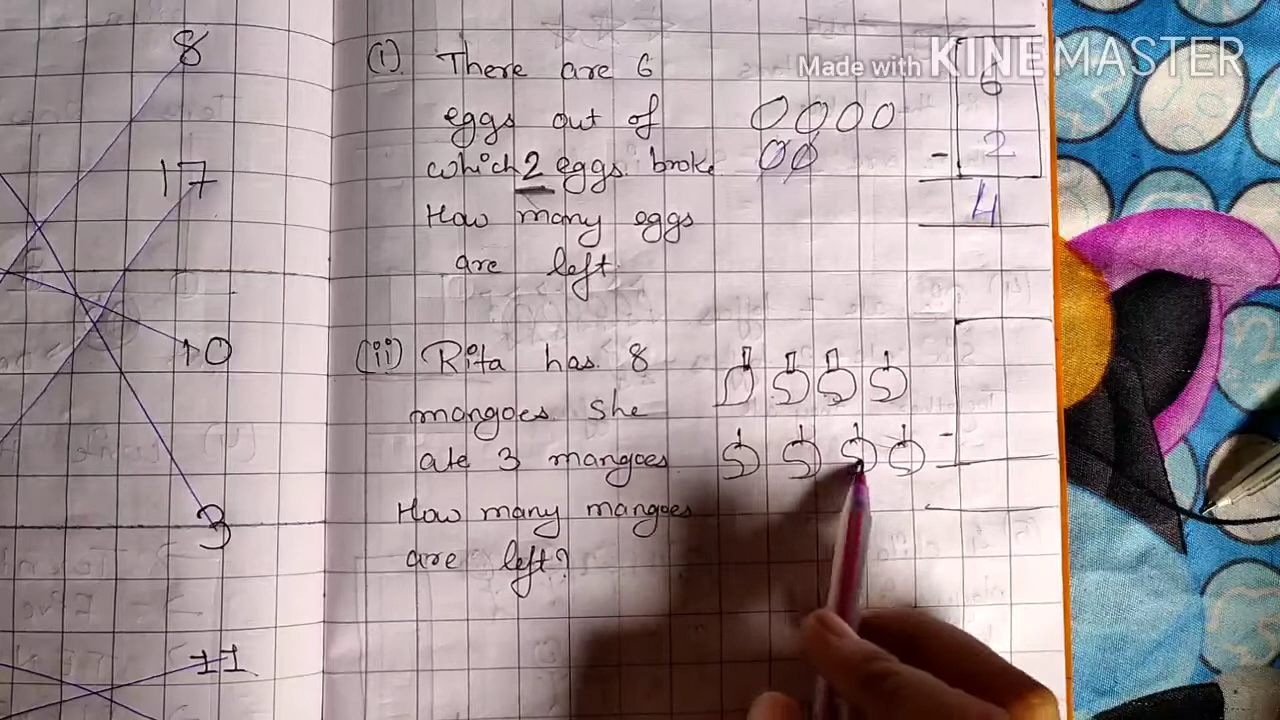 Made with KINEMASTER
8
17
10
3
11
(i) There are 6
eggs out of
which 2 eggs broke
How many eggs
are left.
6
- 2
4
(ii) Rita has 8
mangoes she
ate 3 mangoes.
How many mangoes
are left?
-